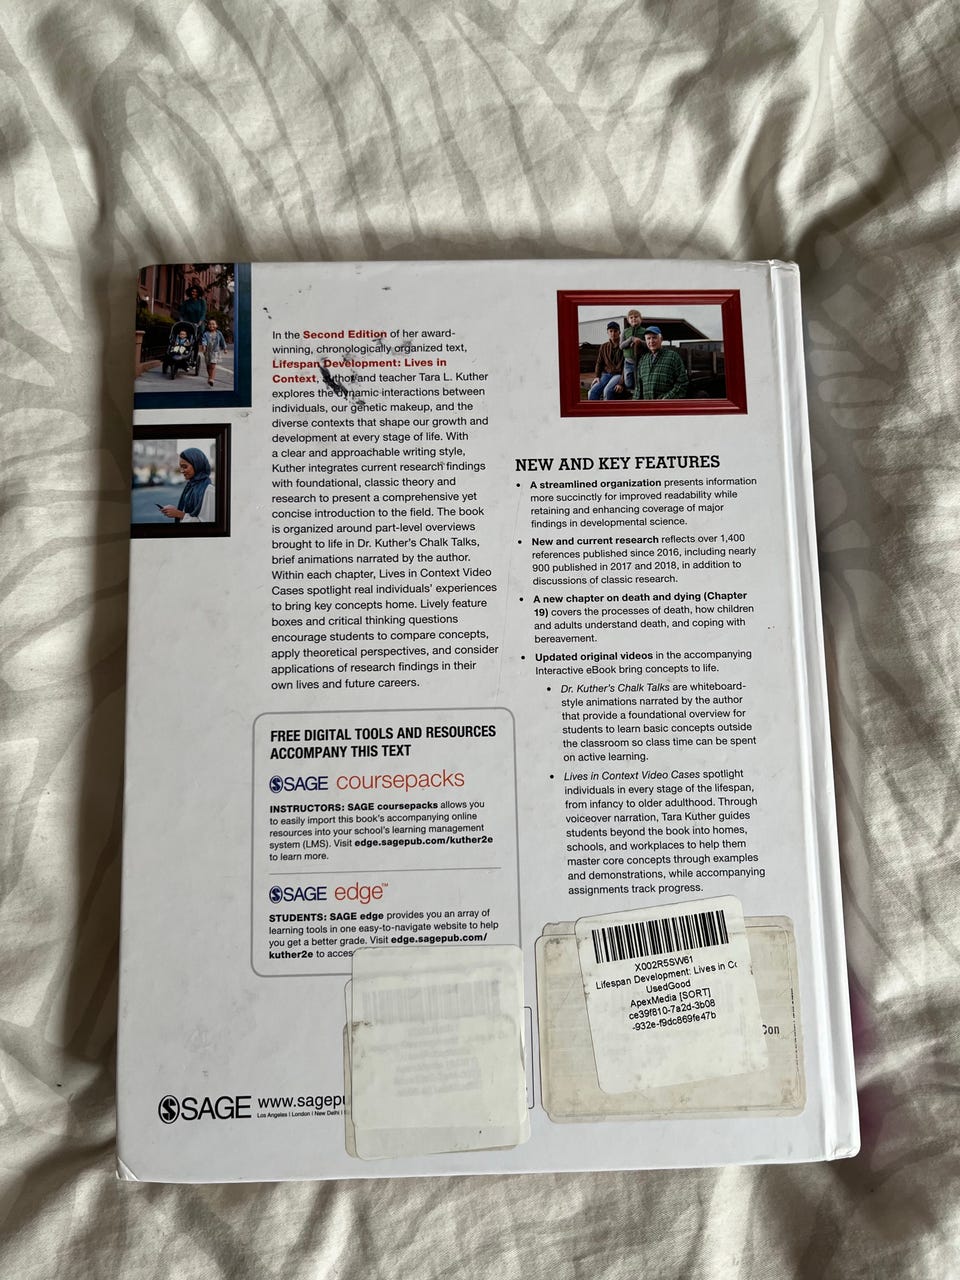 In the Second Edition of her award-
winning, chronologically organized text,
Lifespan Development: Lives in
Context, author and teacher Tara L. Kuther
explores the dynamic interactions between
individuals, our genetic makeup, and the
diverse contexts that shape our growth and
development at every stage of life. With
a clear and approachable writing style,
Kuther integrates current research findings
with foundational, classic theory and
research to present a comprehensive yet
concise introduction to the field. The book
is organized around part-level overviews
brought to life in Dr. Kuther's Chalk Talks,
brief animations narrated by the author.
Within each chapter, Lives in Context Video
Cases spotlight real individuals' experiences
to bring key concepts home. Lively feature
boxes and critical thinking questions
encourage students to compare concepts,
apply theoretical perspectives, and consider
applications of research findings in their
own lives and future careers.
FREE DIGITAL TOOLS AND RESOURCES
ACCOMPANY THIS TEXT
SAGE coursepacks
INSTRUCTORS: SAGE coursepacks allows you
to easily import this book's accompanying online
resources into your school's learning management
system (LMS). Visit edge.sagepub.com/kuther2e
to learn more.
SAGE edge™
STUDENTS: SAGE edge provides you an array of
learning tools in one easy-to-navigate website to help
you get a better grade. Visit edge.sagepub.com/
kuther2e to acces
SAGE www.sagepu
Los Angeles | London | New Delhi |
NEW AND KEY FEATURES
• A streamlined organization presents information
more succinctly for improved readability while
retaining and enhancing coverage of major
findings in developmental science.
• New and current research reflects over 1,400
references published since 2016, including nearly
900 published in 2017 and 2018, in addition to
discussions of classic research.
• A new chapter on death and dying (Chapter
19) covers the processes of death, how children
and adults understand death, and coping with
bereavement.
• Updated original videos in the accompanying
Interactive eBook bring concepts to life.
• Dr. Kuther's Chalk Talks are whiteboard-
style animations narrated by the author
that provide a foundational overview for
students to learn basic concepts outside
the classroom so class time can be spent
on active learning.
• Lives in Context Video Cases spotlight
individuals in every stage of the lifespan,
from infancy to older adulthood. Through
voiceover narration, Tara Kuther guides
students beyond the book into homes,
schools, and workplaces to help them
master core concepts through examples
and demonstrations, while accompanying
assignments track progress.
X002R5SW61
Lifespan Development: Lives in Co
UsedGood
ApexMedia [SORT]
ce39f810-7a2d-3b08
-932e-f9dc869fe47b
Con